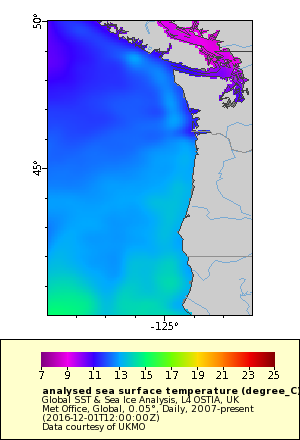 50°
45°
-125°
7 9 11 13 15 17 19 21 23 25
analysed sea surface temperature (degree_C)
Global SST & Sea Ice Analysis, L4 OSTIA, UK
Met Office, Global, 0.05°, Daily, 2007-present
(2016-12-01T12:00:00Z)
Data courtesy of UKMO